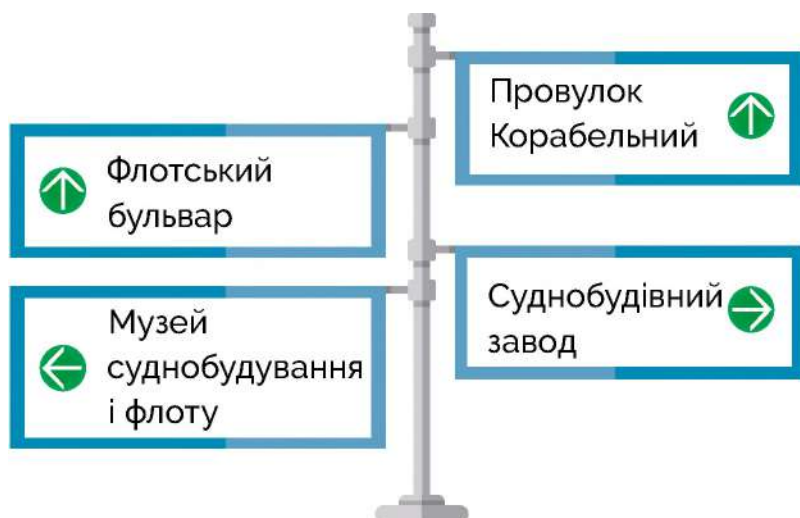 Провулок
Корабельний
Флотський
бульвар
Суднобудівний
завод
Музей
суднобудування
і флоту